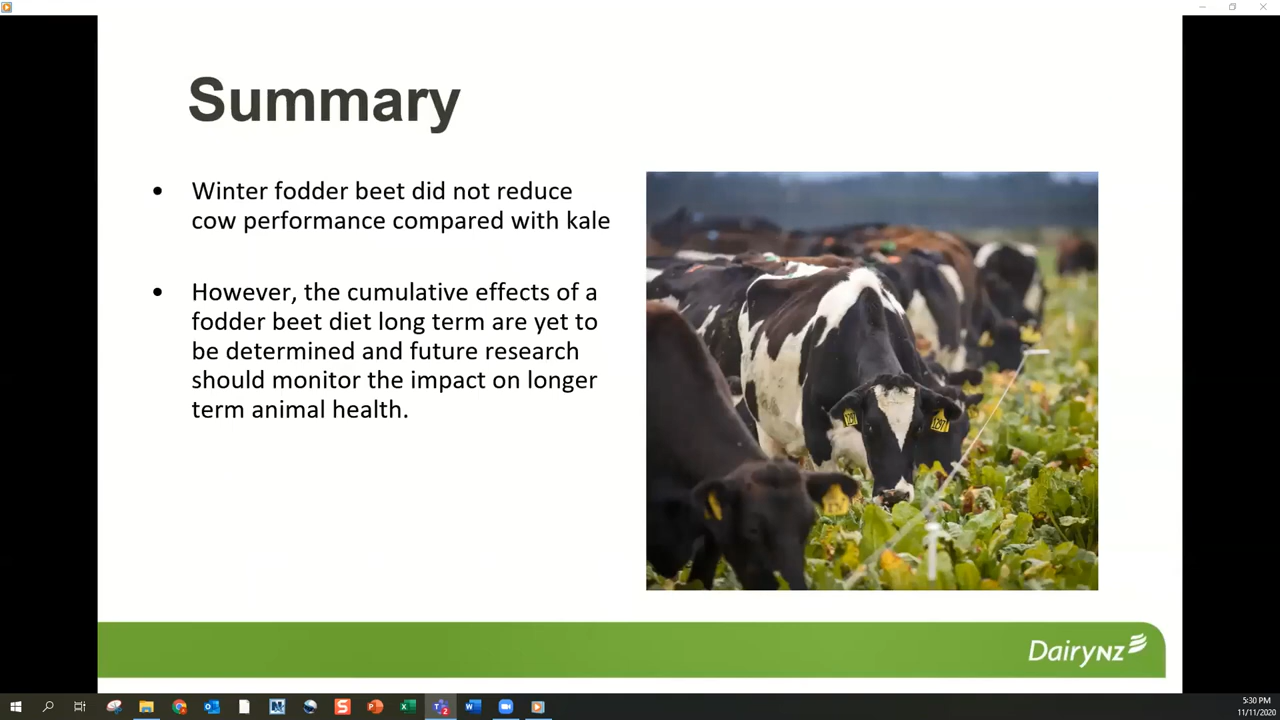 Summary
• Winter fodder beet did not reduce
cow performance compared with kale
• However, the cumulative effects of a
fodder beet diet long term are yet to
be determined and future research
should monitor the impact on longer
term animal health.
DairyNZ
5:30 PM
11/11/2020